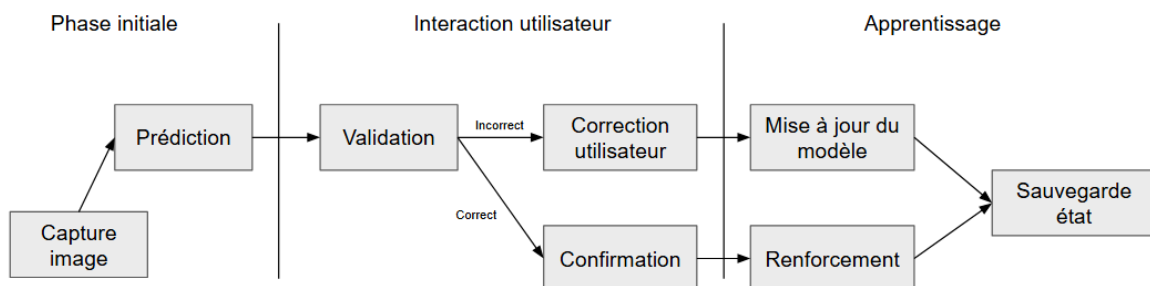 Phase initiale
Interaction utilisateur
Apprentissage
Prédiction
Validation
Incorrect
Correction
utilisateur
Mise à jour du
modèle
Sauvegarde
état
Capture
image
Correct
Confirmation
Renforcement